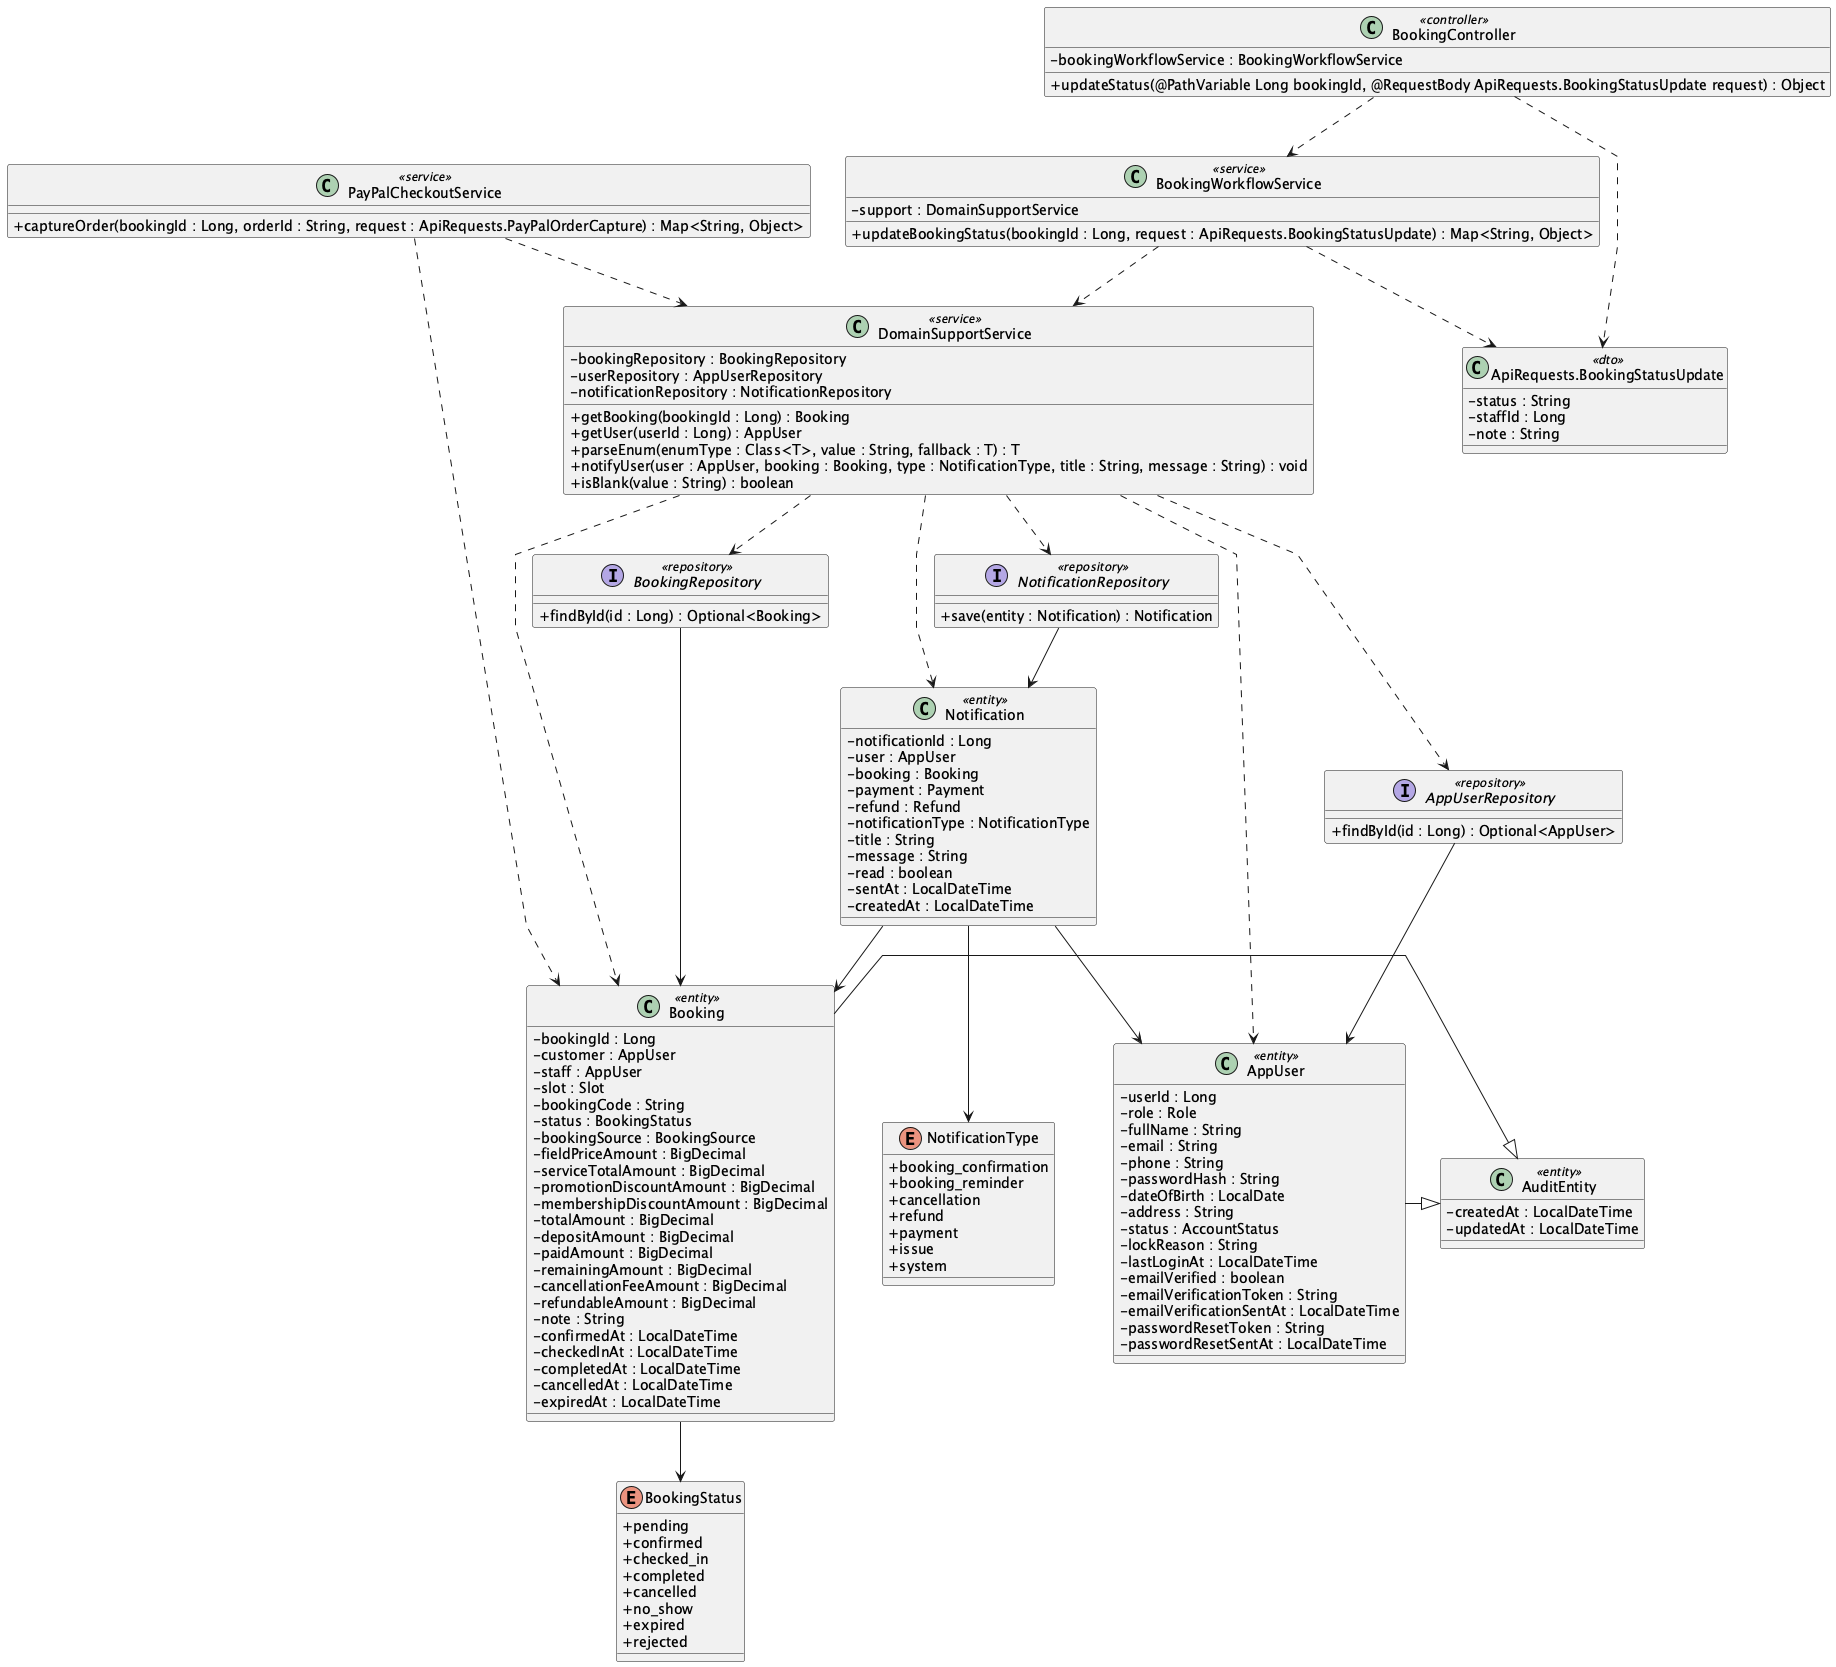 «controller»
C BookingController
-bookingWorkflowService : BookingWorkflowService
+updateStatus(@PathVariable Long bookingId, @RequestBody ApiRequests.BookingStatusUpdate request) : Object
«service»
C PayPalCheckoutService
+captureOrder(bookingId : Long, orderId : String, request : ApiRequests.PayPalOrderCapture) : Map<String, Object>
«service»
C BookingWorkflowService
-support : DomainSupportService
+updateBookingStatus(bookingId : Long, request : ApiRequests.BookingStatusUpdate) : Map<String, Object>
«service»
C DomainSupportService
-bookingRepository : BookingRepository
-userRepository : AppUserRepository
-notificationRepository : NotificationRepository
+getBooking(bookingId : Long) : Booking
+getUser(userId : Long) : AppUser
+parseEnum(enumType : Class<T>, value : String, fallback : T) : T
+notifyUser(user : AppUser, booking : Booking, type : NotificationType, title : String, message : String) : void
+isBlank(value : String) : boolean
«dto»
C ApiRequests.BookingStatusUpdate
-status : String
-staffId : Long
-note : String
«repository»
I BookingRepository
+findById(id : Long) : Optional<Booking>
«repository»
I NotificationRepository
+save(entity : Notification) : Notification
«entity»
C Notification
-notificationId : Long
-user : AppUser
-booking : Booking
-payment : Payment
-refund : Refund
-notificationType : NotificationType
-title : String
-message : String
-read : boolean
-sentAt : LocalDateTime
-createdAt : LocalDateTime
«repository»
I AppUserRepository
+findById(id : Long) : Optional<AppUser>
«entity»
C Booking
-bookingId : Long
-customer : AppUser
-staff : AppUser
-slot : Slot
-bookingCode : String
-status : BookingStatus
-bookingSource : BookingSource
-fieldPriceAmount : BigDecimal
-serviceTotalAmount : BigDecimal
-promotionDiscountAmount : BigDecimal
-membershipDiscountAmount : BigDecimal
-totalAmount : BigDecimal
-depositAmount : BigDecimal
-paidAmount : BigDecimal
-remainingAmount : BigDecimal
-cancellationFeeAmount : BigDecimal
-refundableAmount : BigDecimal
-note : String
-confirmedAt : LocalDateTime
-checkedInAt : LocalDateTime
-completedAt : LocalDateTime
-cancelledAt : LocalDateTime
-expiredAt : LocalDateTime
E NotificationType
+booking_confirmation
+booking_reminder
+cancellation
+refund
+payment
+issue
+system
«entity»
C AppUser
-userId : Long
-role : Role
-fullName : String
-email : String
-phone : String
-passwordHash : String
-dateOfBirth : LocalDate
-address : String
-status : AccountStatus
-lockReason : String
-lastLoginAt : LocalDateTime
-emailVerified : boolean
-emailVerificationToken : String
-emailVerificationSentAt : LocalDateTime
-passwordResetToken : String
-passwordResetSentAt : LocalDateTime
«entity»
C AuditEntity
-createdAt : LocalDateTime
-updatedAt : LocalDateTime
E BookingStatus
+pending
+confirmed
+checked_in
+completed
+cancelled
+no_show
+expired
+rejected